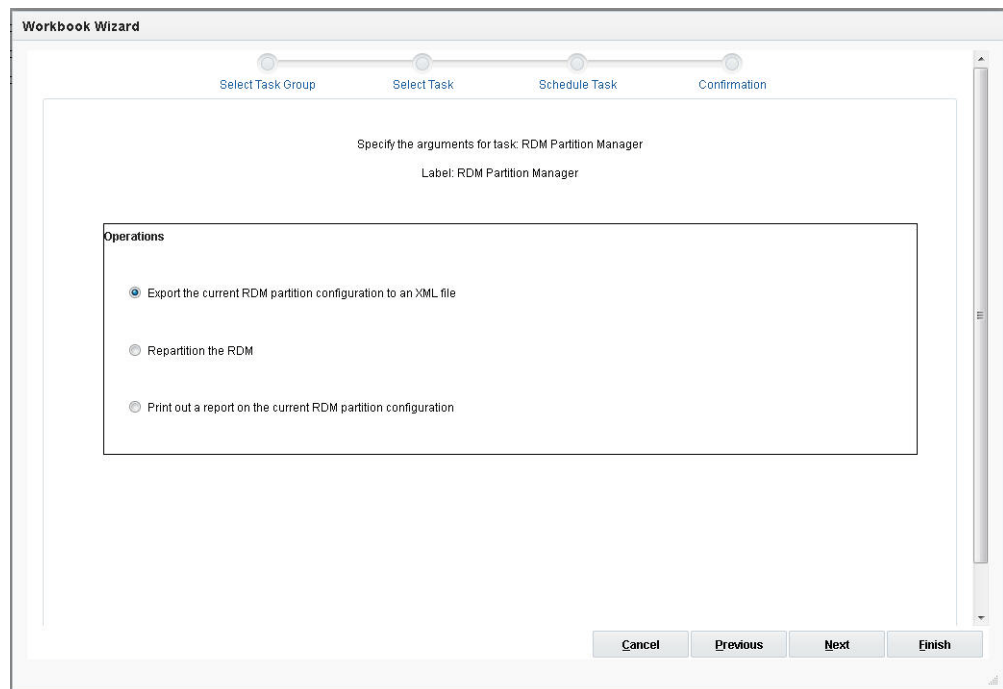 Workbook Wizard
Select Task Group Select Task Schedule Task Confirmation
Specify the arguments for task: RDM Partition Manager
Label: RDM Partition Manager
Operations
Export the current RDM partition configuration to an XML file
Repartition the RDM
Print out a report on the current RDM partition configuration
Cancel Previous Next Finish